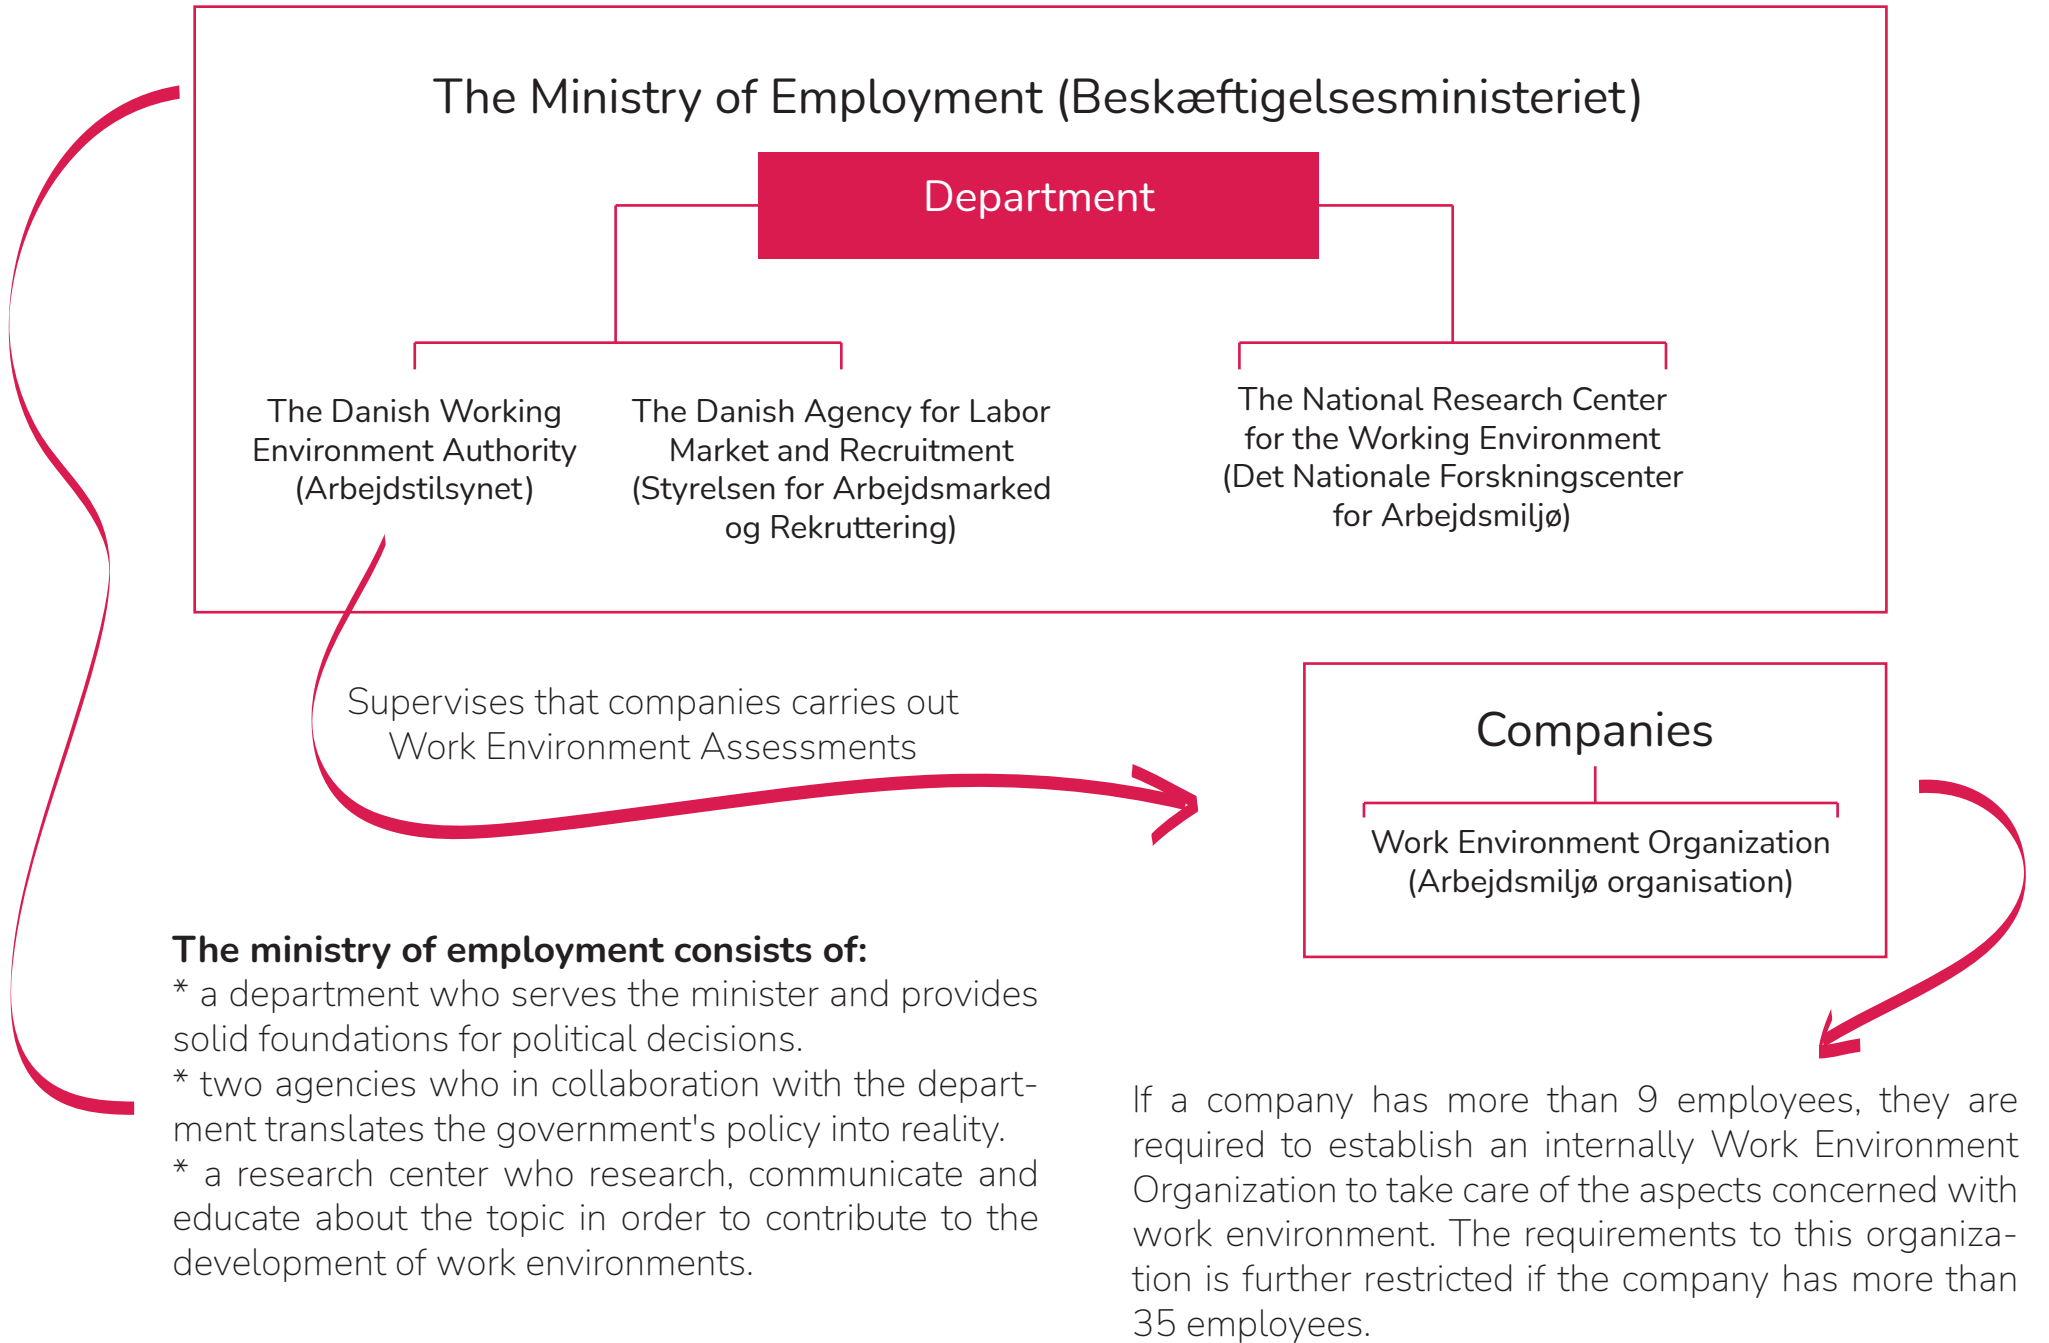 The Ministry of Employment (Beskæftigelsesministeriet)
Department
The Danish Working
Environment Authority
(Arbejdstilsynet)
The Danish Agency for Labor
Market and Recruitment
(Styrelsen for Arbejdsmarked
og Rekruttering)
The National Research Center
for the Working Environment
(Det Nationale Forskningscenter
for Arbejdsmiljø)
Supervises that companies carries out
Work Environment Assessments
Companies
Work Environment Organization
(Arbejdsmiljø organisation)
The ministry of employment consists of:
* a department who serves the minister and provides
solid foundations for political decisions.
* two agencies who in collaboration with the depart-
ment translates the government's policy into reality.
* a research center who research, communicate and
educate about the topic in order to contribute to the
development of work environments.
If a company has more than 9 employees, they are
required to establish an internally Work Environment
Organization to take care of the aspects concerned with
work environment. The requirements to this organiza-
tion is further restricted if the company has more than
35 employees.